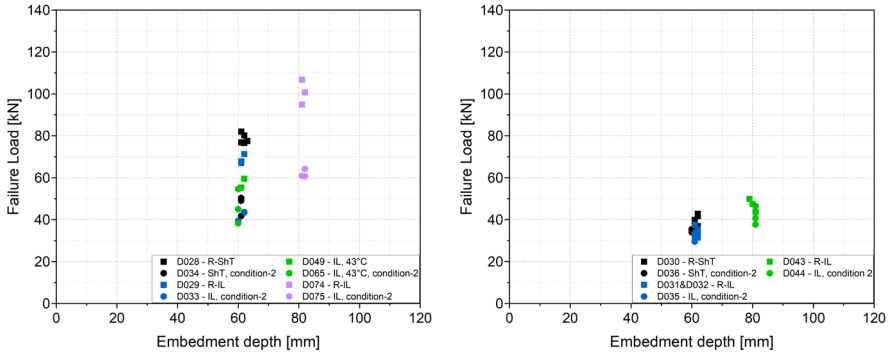 140
120
100
80
60
40
20
0
Failure Load [kN]
D028 - R-ShT
D034 - ShT, condition-2
D029 - R-IL
D033 - IL, condition-2
D049 - IL, 43°C
D065 - IL, 43°C, condition-2
D074 - R-IL
D075 - IL, condition-2
0 20 40 60 80 100 120
Embedment depth [mm]
140
120
100
80
60
40
20
0
Failure Load [kN]
D030 - R-ShT
D036 - ShT, condition-2
D031&D032 - R-IL
D035 - IL, condition-2
D043 - R-IL
D044 - IL, condition 2
0 20 40 60 80 100 120
Embedment depth [mm]